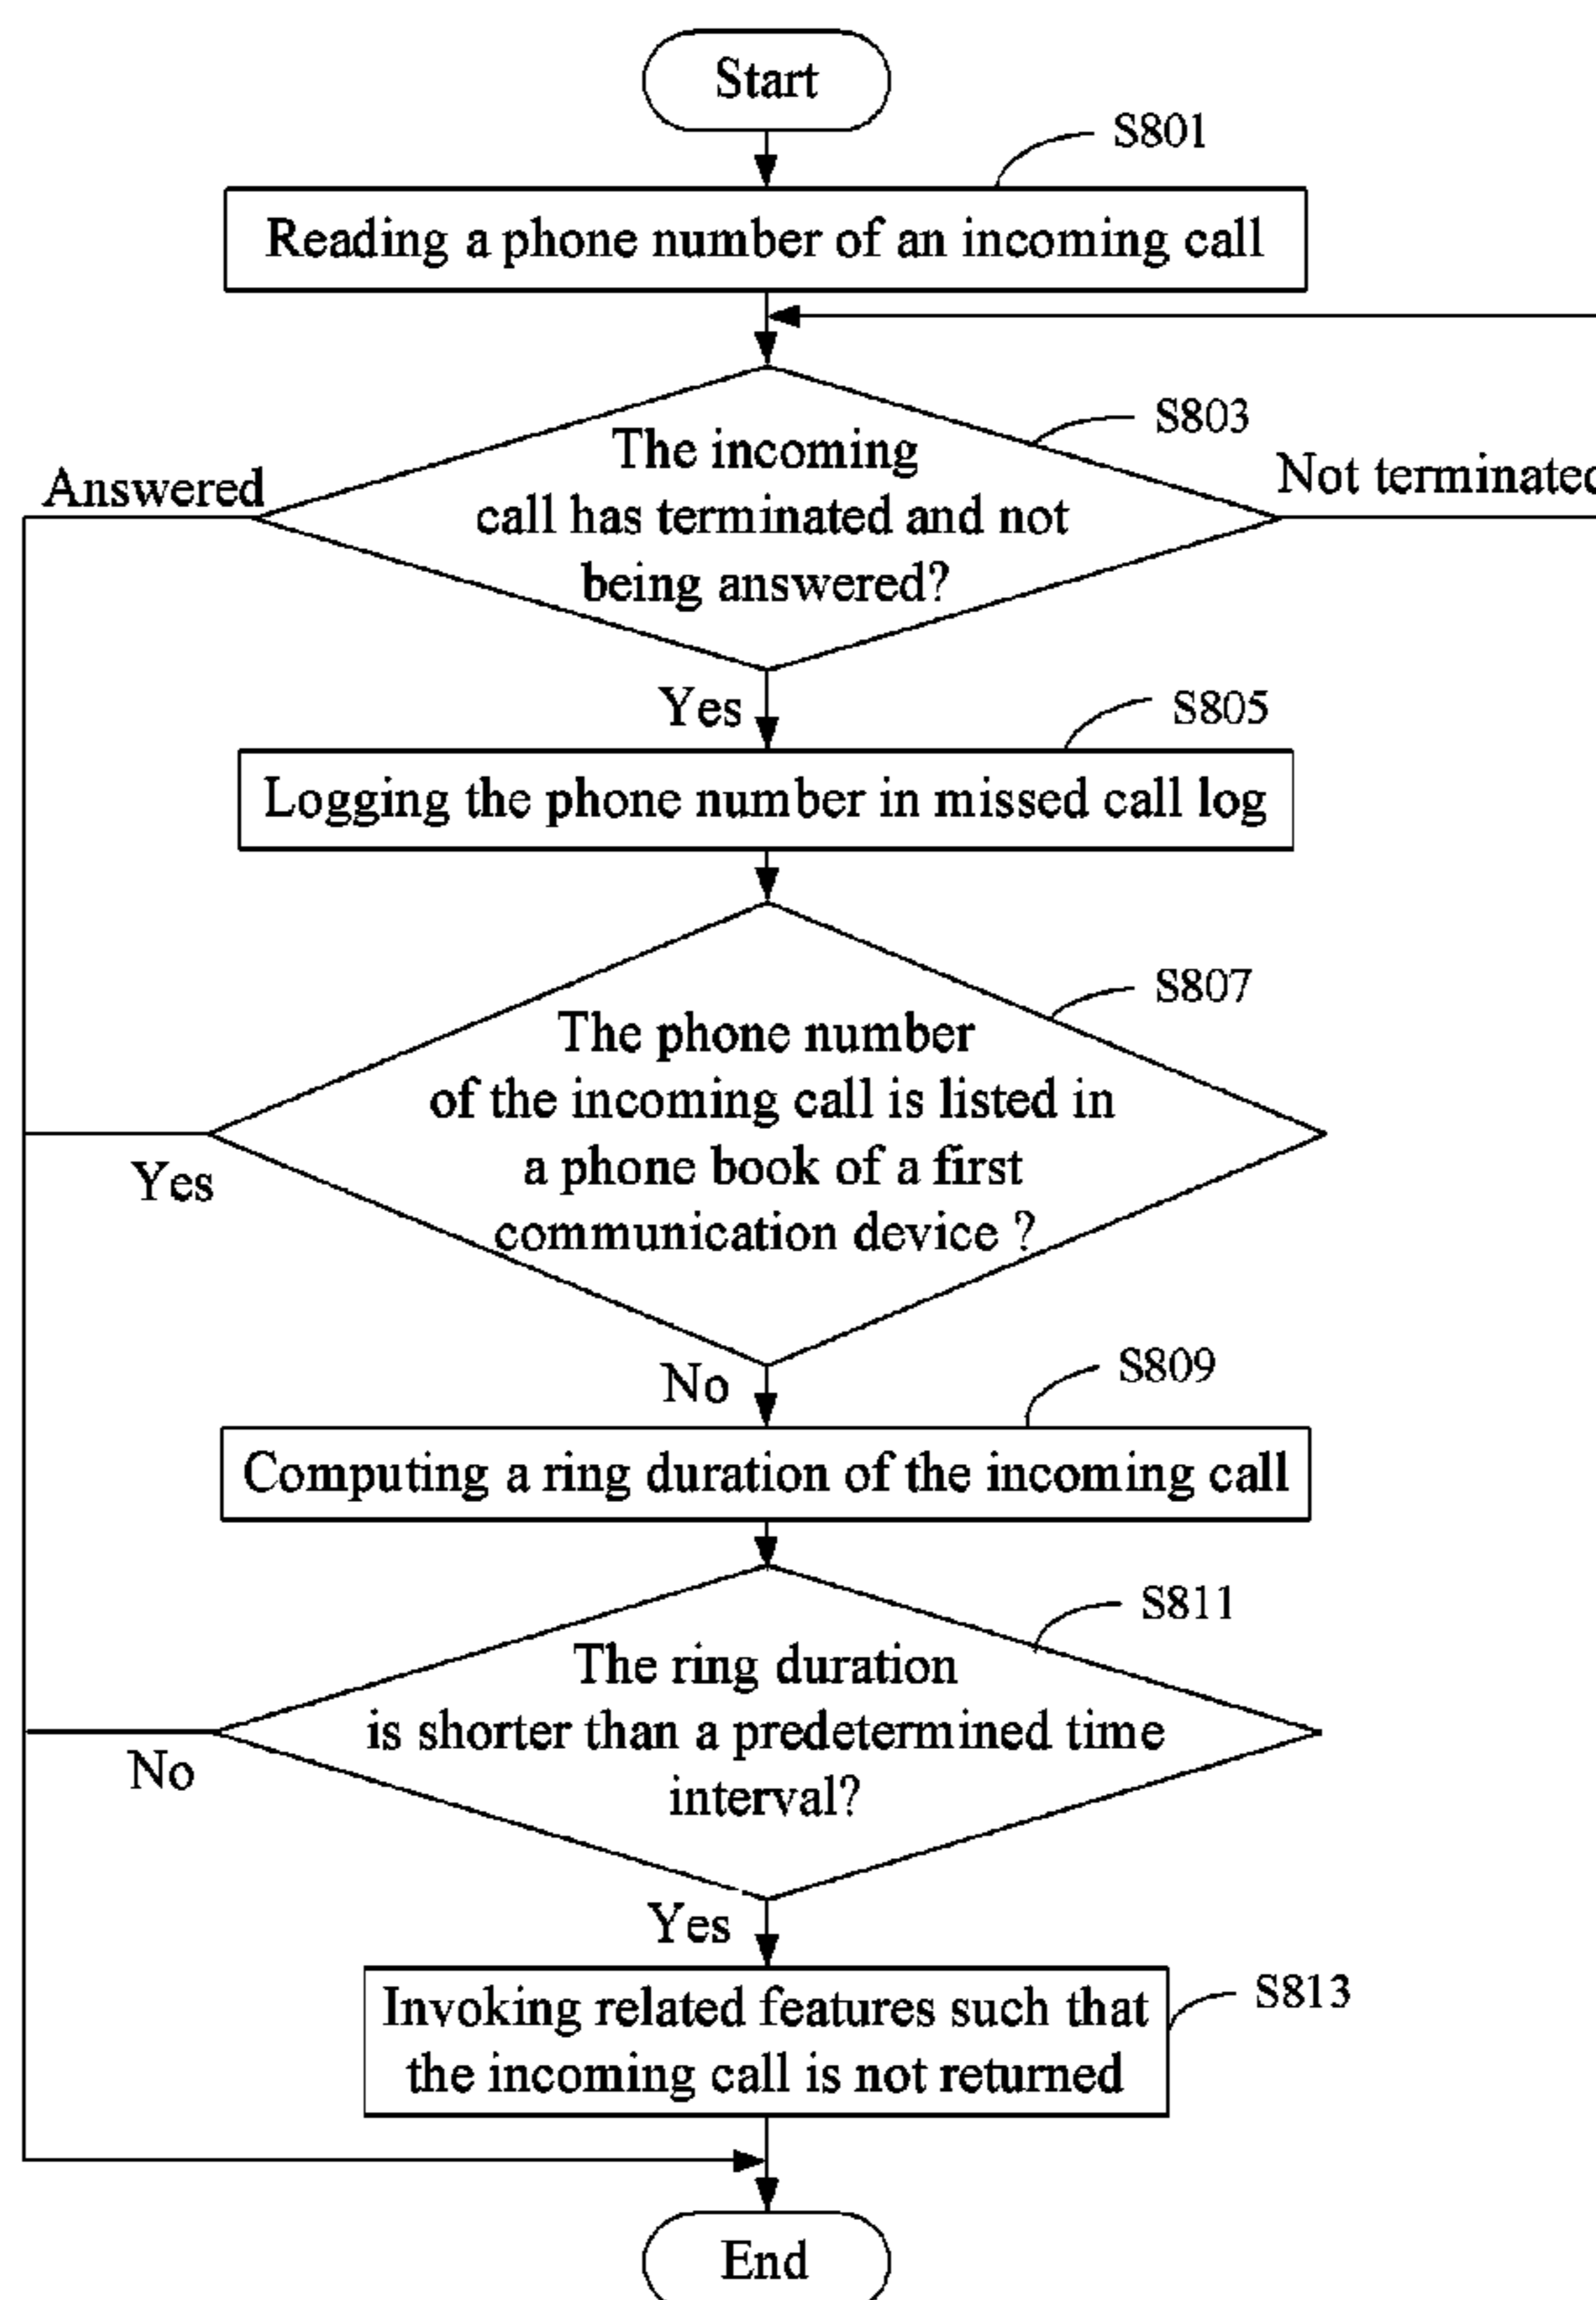 Start
S801
Reading a phone number of an incoming call
S803
The incoming
call has terminated and not
being answered?
Answered
Not terminated
Yes
S805
Logging the phone number in missed call log
S807
The phone number
of the incoming call is listed in
a phone book of a first
communication device ?
Yes
No
S809
Computing a ring duration of the incoming call
S811
The ring duration
is shorter than a predetermined time
interval?
No
Yes
S813
Invoking related features such that
the incoming call is not returned
End